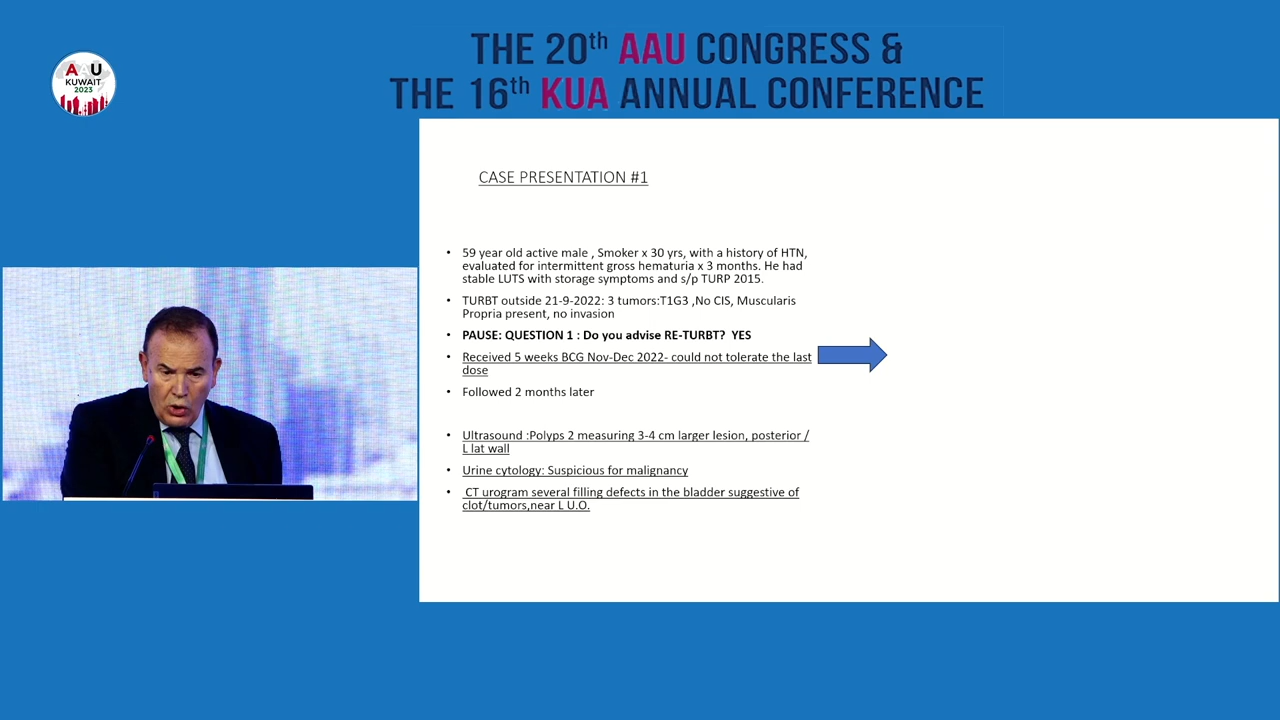 AAU
KUWAIT
2023
THE 20th AAU CONGRESS &
THE 16th KUA ANNUAL CONFERENCE
CASE PRESENTATION #1
• 59 year old active male , Smoker x 30 yrs, with a history of HTN,
evaluated for intermittent gross hematuria x 3 months. He had
stable LUTS with storage symptoms and s/p TURP 2015.
• TURBT outside 21-9-2022: 3 tumors:T1G3 ,No CIS, Muscularis
Propria present, no invasion
• PAUSE: QUESTION 1 : Do you advise RE-TURBT? YES
• Received 5 weeks BCG Nov-Dec 2022- could not tolerate the last
dose
• Followed 2 months later
• Ultrasound :Polyps 2 measuring 3-4 cm larger lesion, posterior /
L lat wall
• Urine cytology: Suspicious for malignancy
• CT urogram several filling defects in the bladder suggestive of
clot/tumors,near L U.O.